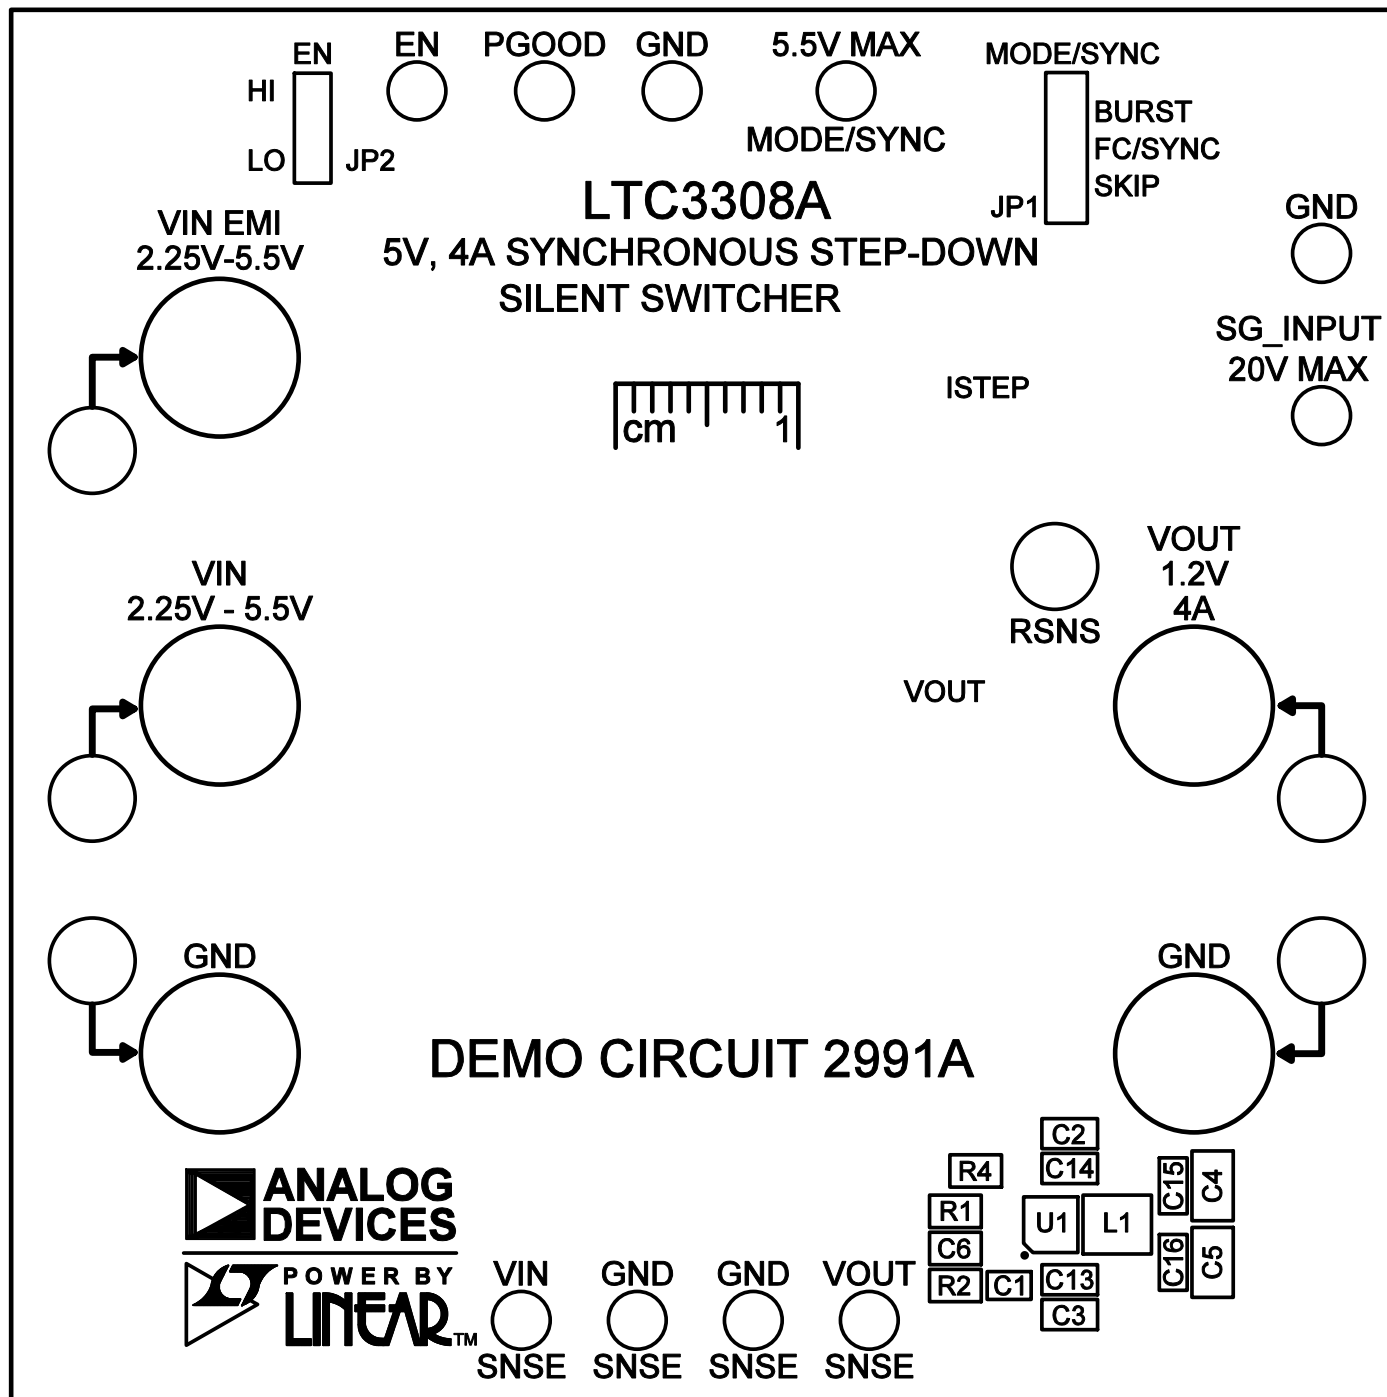 EN
HI
LO
JP2
EN
PGOOD
GND
5.5V MAX
MODE/SYNC
MODE/SYNC
BURST
FC/SYNC
SKIP
JP1
LTC3308A
5V, 4A SYNCHRONOUS STEP-DOWN
SILENT SWITCHER
VIN EMI
2.25V-5.5V
GND
SG_INPUT
20V MAX
cm 1
ISTEP
VIN
2.25V - 5.5V
RSNS
VOUT
1.2V
4A
VOUT
GND
GND
DEMO CIRCUIT 2991A
ANALOG
DEVICES
POWER BY
LINEAR TM
VIN
SNSE
GND
SNSE
GND
SNSE
VOUT
SNSE
C2
C14
R4
R1
C6
R2
C1
U1
L1
C13
C3
C15
C4
C16
C5